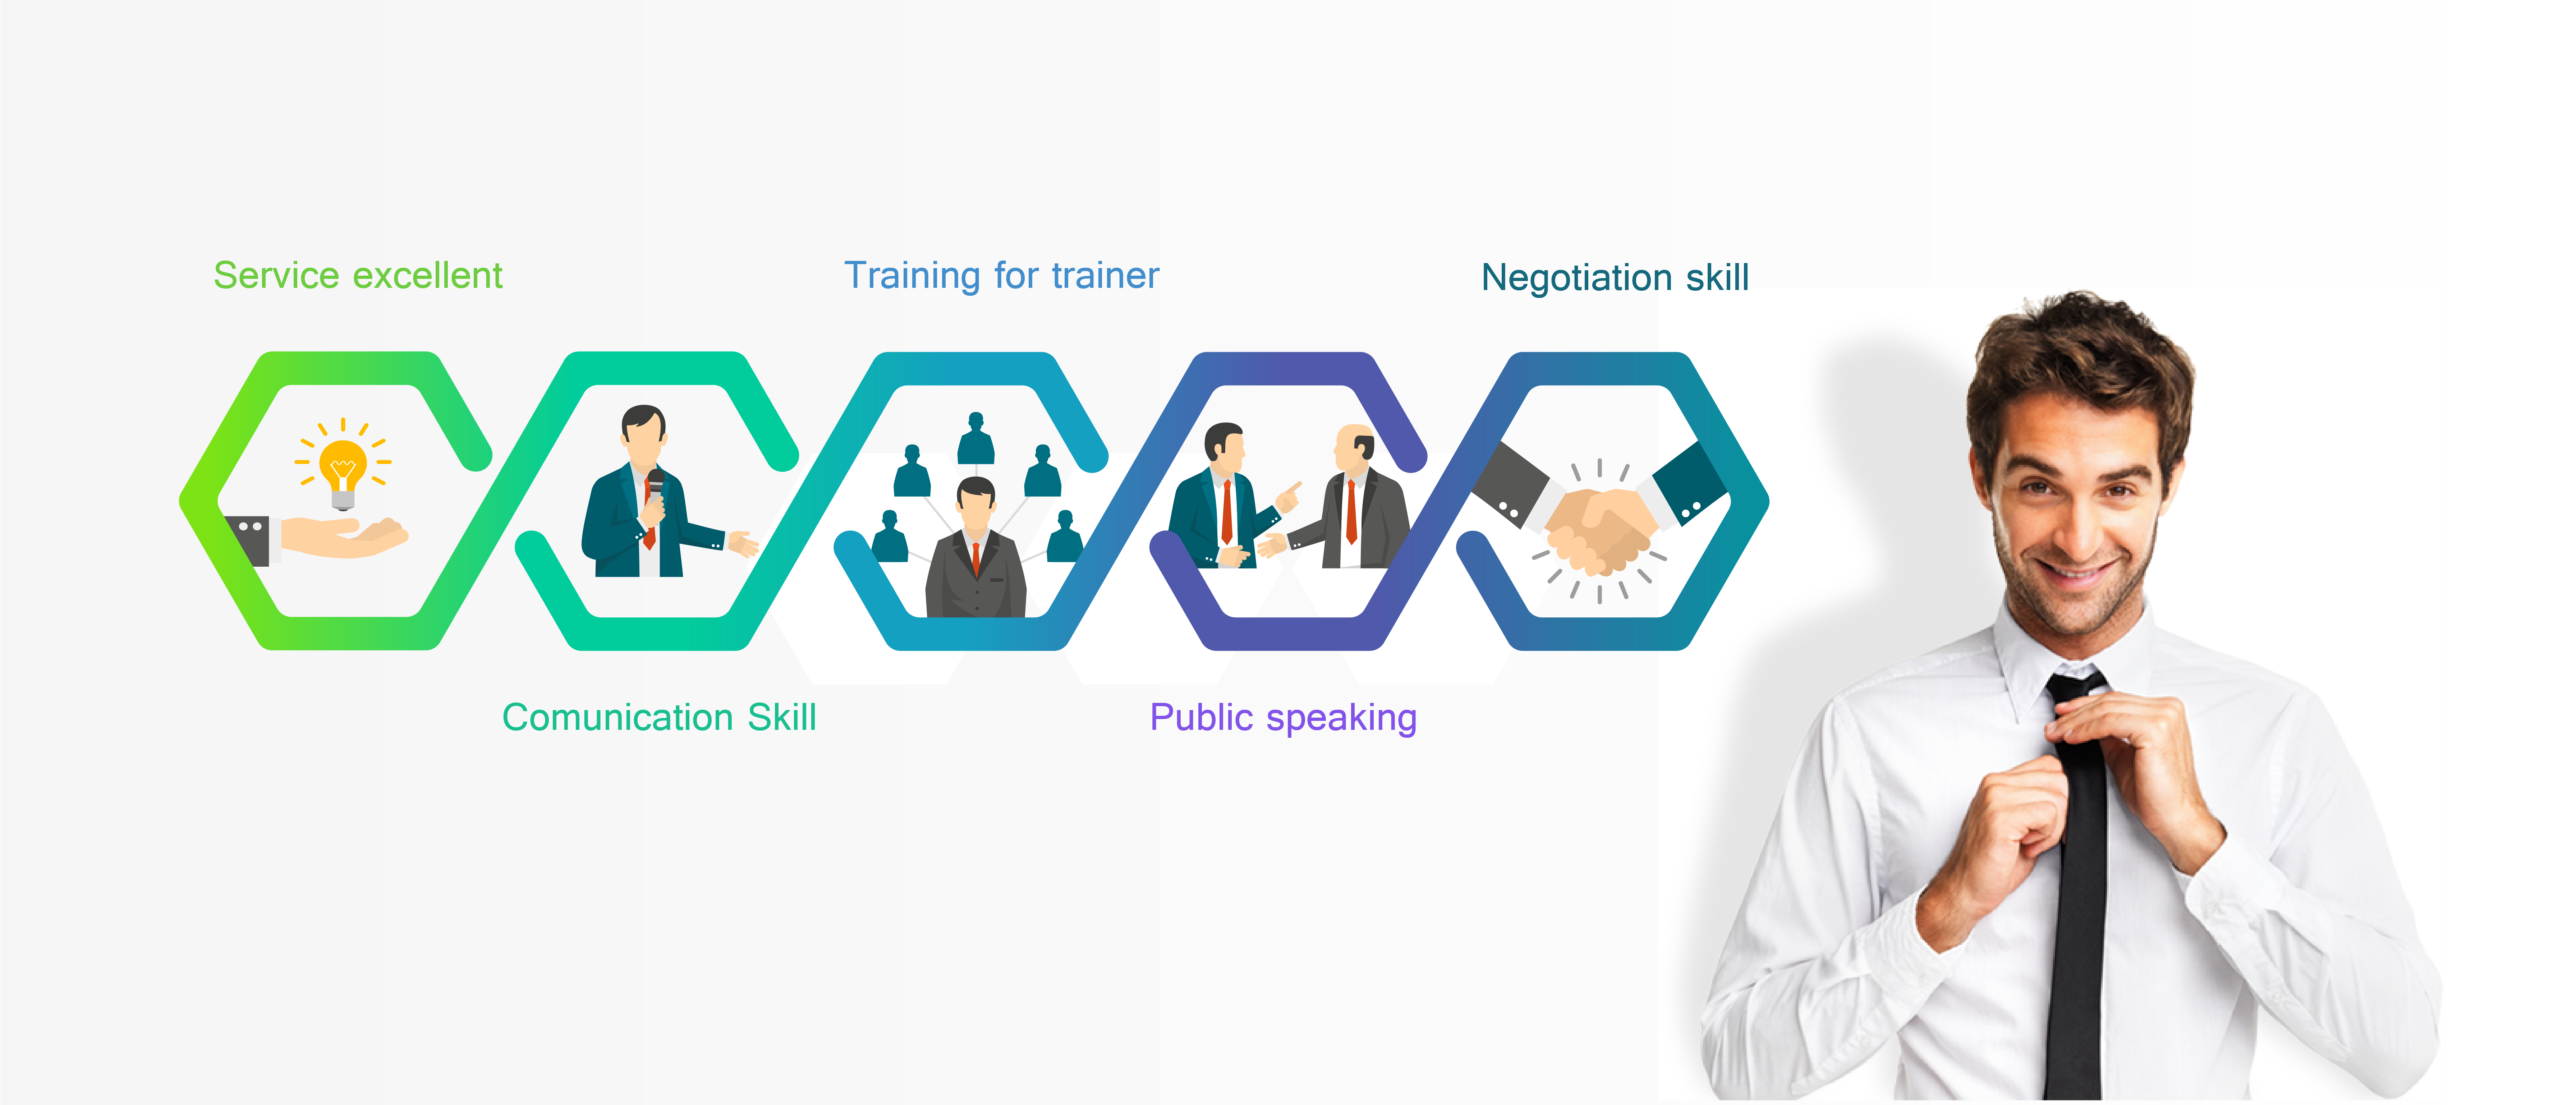 Service excellent
Training for trainer
Negotiation skill
Comunication Skill
Public speaking